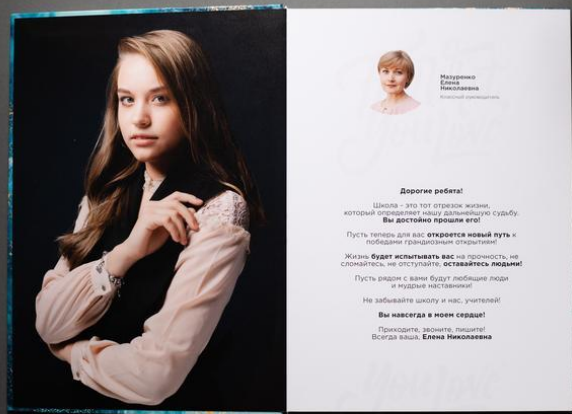 Мазуренко
Елена
Николаевна
Классный руководитель
Дорогие ребята!
Школа – это тот отрезок жизни,
который определяет нашу дальнейшую судьбу.
Вы достойно прошли его!
Пусть теперь для вас откроется новый путь к
победами грандиозным открытиям!
Жизнь будет испытывать вас на прочность, не
сломайтесь, не отступайте, оставайтесь людьми!
Пусть рядом с вами будут любящие люди
и мудрые наставники!
Не забывайте школу и нас, учителей!
Вы навсегда в моем сердце!
Приходите, звоните, пишите!
Всегда ваша, Елена Николаевна